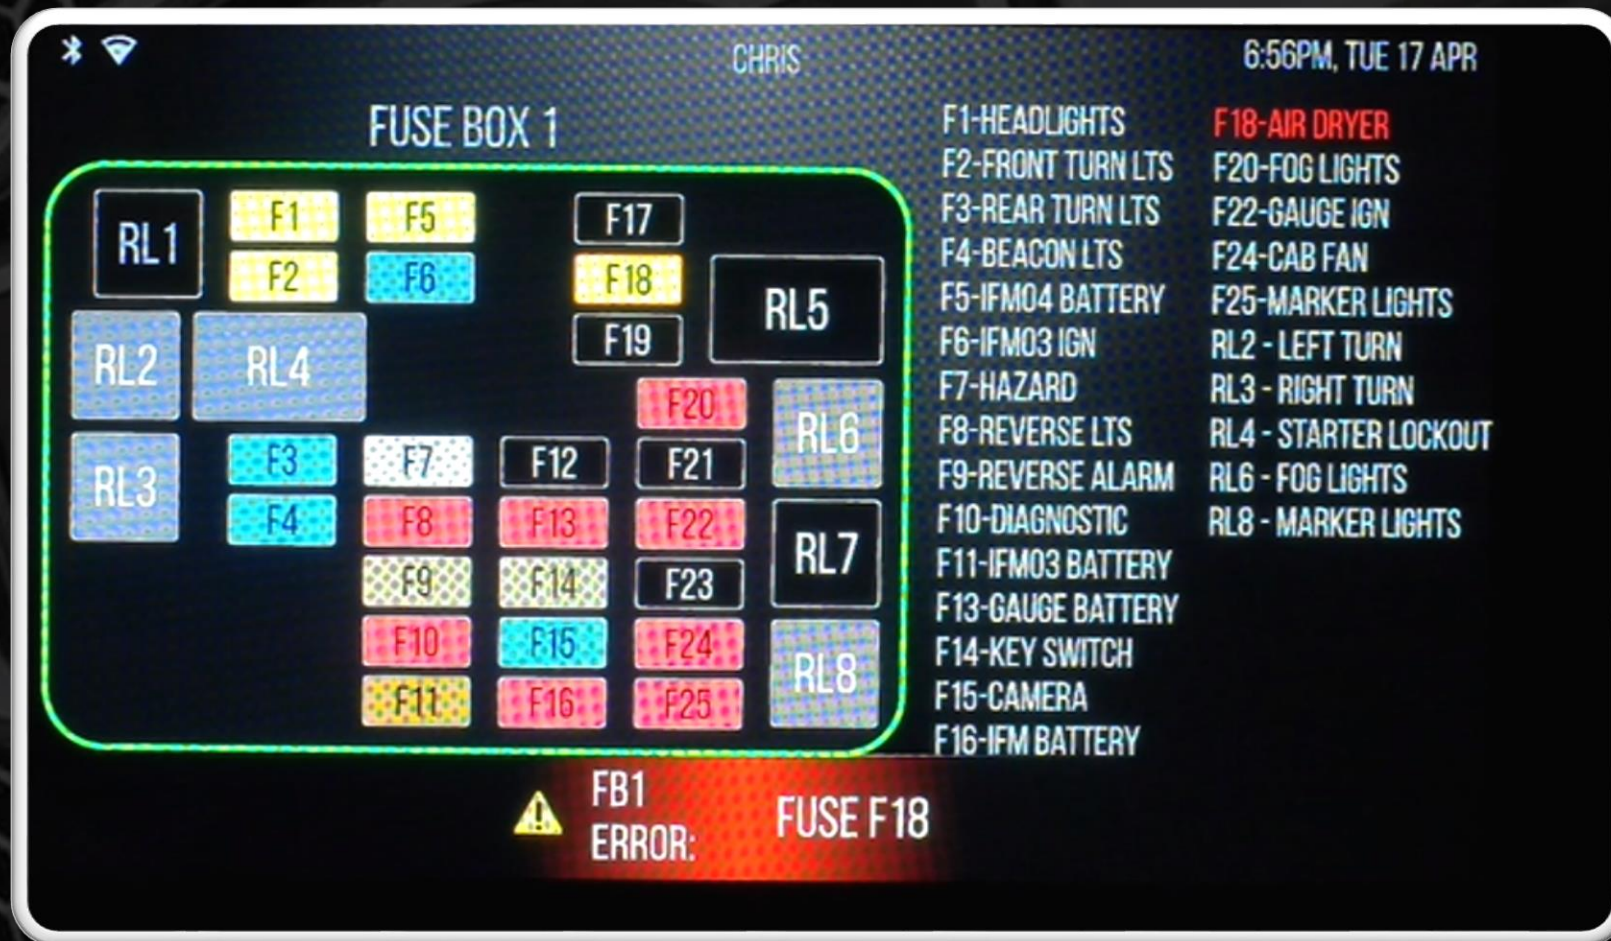 CHRIS
6:56PM, TUE 17 APR
FUSE BOX 1
RL1
F1
F5
F17
F2
F6
F18
RL5
F19
RL2
RL4
F20
RL6
RL3
F3
F7
F12
F21
F4
F8
F13
F22
RL7
F9
F14
F23
F10
F15
F24
RL8
F11
F16
F25
F1-HEADLIGHTS
F2-FRONT TURN LTS
F3-REAR TURN LTS
F4-BEACON LTS
F5-IFM04 BATTERY
F6-IFM03 IGN
F7-HAZARD
F8-REVERSE LTS
F9-REVERSE ALARM
F10-DIAGNOSTIC
F11-IFM03 BATTERY
F13-GAUGE BATTERY
F14-KEY SWITCH
F15-CAMERA
F16-IFM BATTERY
F18-AIR DRYER
F20-FOG LIGHTS
F22-GAUGE IGN
F24-CAB FAN
F25-MARKER LIGHTS
RL2 - LEFT TURN
RL3 - RIGHT TURN
RL4 - STARTER LOCKOUT
RL6 - FOG LIGHTS
RL8 - MARKER LIGHTS
FB1
ERROR:
FUSE F18